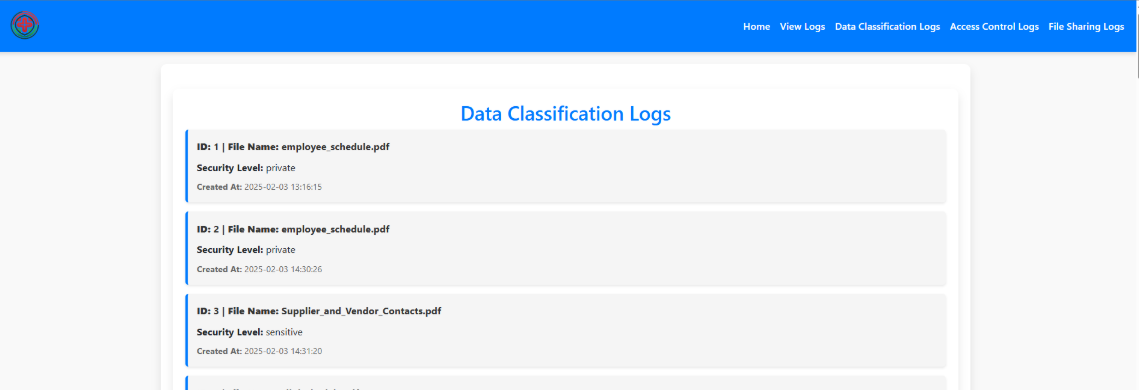 Home View Logs Data Classification Logs Access Control Logs File Sharing Logs
Data Classification Logs
ID: 1 | File Name: employee_schedule.pdf
Security Level: private
Created At: 2025-02-03 13:16:15
ID: 2 | File Name: employee_schedule.pdf
Security Level: private
Created At: 2025-02-03 14:30:26
ID: 3 | File Name: Supplier_and_Vendor_Contacts.pdf
Security Level: sensitive
Created At: 2025-02-03 14:31:20